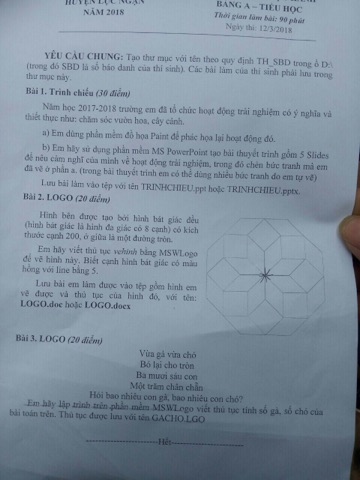 HUYỆN LỤC NGẠN
NĂM 2018
BẢNG A – TIỂU HỌC
Thời gian làm bài: 90 phút
Ngày thi: 12/3/2018
YÊU CẦU CHUNG: Tạo thư mục với tên theo quy định TH_SBD trong ổ D:\
(trong đó SBD là số báo danh của thí sinh). Các bài làm của thí sinh phải lưu trong
thư mục này.
Bài 1. Trình chiếu (30 điểm)
Năm học 2017-2018 trường em đã tổ chức hoạt động trải nghiệm có ý nghĩa và
thiết thực như: chăm sóc vườn hoa, cây cảnh.
a) Em dùng phần mềm đồ họa Paint để phác họa lại hoạt động đó.
b) Em hãy sử dụng phần mềm MS PowerPoint tạo bài thuyết trình gồm 5 Slides
để nêu cảm nghĩ của mình về hoạt động trải nghiệm, trong đó chèn bức tranh mà em
đã vẽ ở phần a. (trong bài thuyết trình em có thể dùng nhiều bức tranh do em tự vẽ)
Lưu bài làm vào tệp với tên TRINHCHIEU.ppt hoặc TRINHCHIEU.pptx.
Bài 2. LOGO (20 điểm)
Hình bên được tạo bởi hình bát giác đều
(hình bát giác là hình đa giác có 8 cạnh) có kích
thước cạnh 200, ở giữa là một đường tròn.
Em hãy viết thủ tục vehinh bằng MSWLogo
để vẽ hình này. Biết cạnh hình bát giác có màu
hồng với line bằng 5.
Lưu bài em làm được vào tệp gồm hình em
vẽ được và thủ tục của hình đó, với tên:
LOGO.doc hoặc LOGO.docx
Bài 3. LOGO (20 điểm)
Vừa gà vừa chó
Bó lại cho tròn
Ba mươi sáu con
Một trăm chân chẵn
Hỏi bao nhiêu con gà, bao nhiêu con chó?
Em hãy lập trình trên phần mềm MSWLogo viết thủ tục tính số gà, số chó của
bài toán trên. Thủ tục được lưu với tên GACHO.LGO
Hết